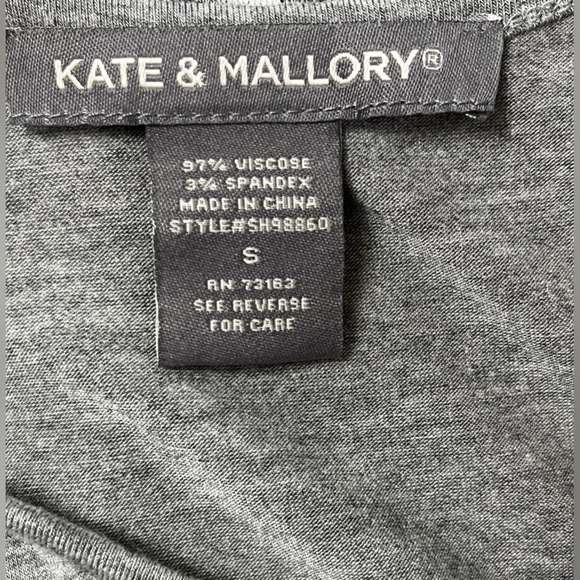 KATE & MALLORY®
97% VISCOSE
3% SPANDEX
MADE IN CHINA
STYLE#SH98860
S
RN 73163
SEE REVERSE
FOR CARE